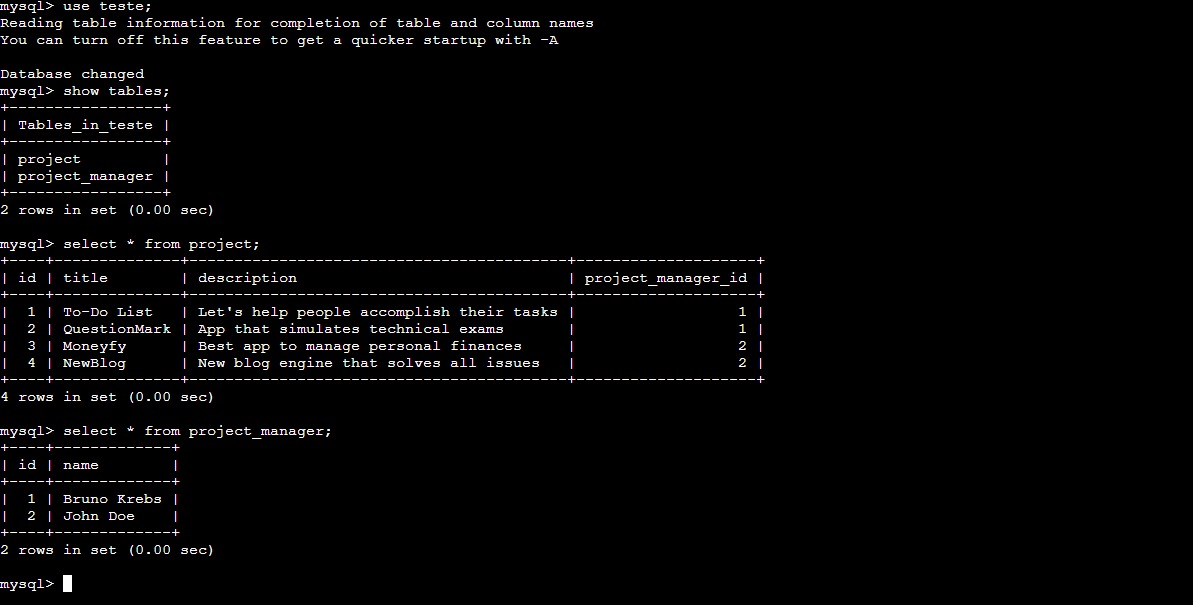 mysql> use teste;
Reading table information for completion of table and column names
You can turn off this feature to get a quicker startup with -A

Database changed
mysql> show tables;
+-----------------+
| Tables_in_teste |
+-----------------+
| project         |
| project_manager |
+-----------------+
2 rows in set (0.00 sec)

mysql> select * from project;
+----+--------------+------------------------------------------+--------------------+
| id | title        | description                              | project_manager_id |
+----+--------------+------------------------------------------+--------------------+
|  1 | To-Do List   | Let's help people accomplish their tasks |                  1 |
|  2 | QuestionMark | App that simulates technical exams       |                  1 |
|  3 | Moneyfy      | Best app to manage personal finances     |                  2 |
|  4 | NewBlog      | New blog engine that solves all issues   |                  2 |
+----+--------------+------------------------------------------+--------------------+
4 rows in set (0.00 sec)

mysql> select * from project_manager;
+----+-------------+
| id | name        |
+----+-------------+
|  1 | Bruno Krebs |
|  2 | John Doe    |
+----+-------------+
2 rows in set (0.00 sec)

mysql>